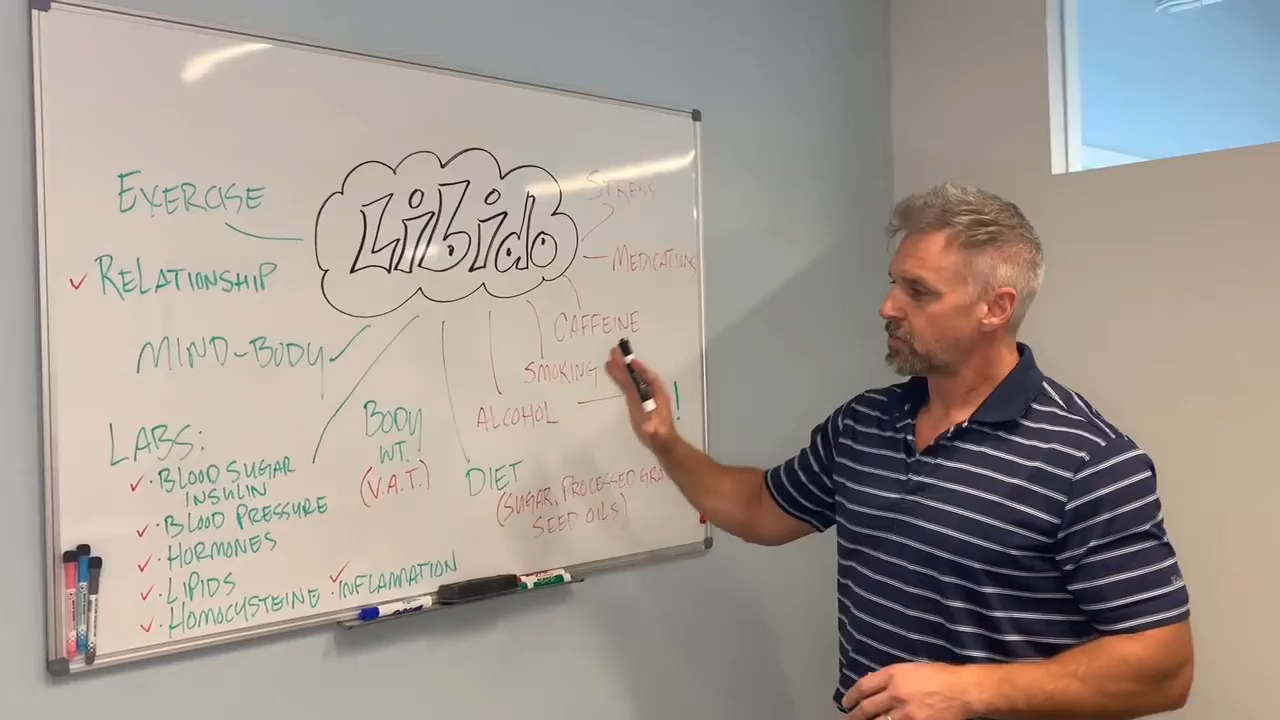 LiBido
EXERCISE
STRESS
✓ RELATIONSHIP
MEDICATIONS
MIND-BODY
CAFFEINE
SMOKING
ALCOHOL
!
BODY
WT.
(V.A.T.)
DIET
(SUGAR, PROCESSED
SEED OILS)
LABS:
✓ · BLOOD SUGAR
INSULIN
✓ · BLOOD PRESSURE
✓ · HORMONES
✓ · LIPIDS
✓ · HOMOCYSTEINE
✓ · INFLAMATION